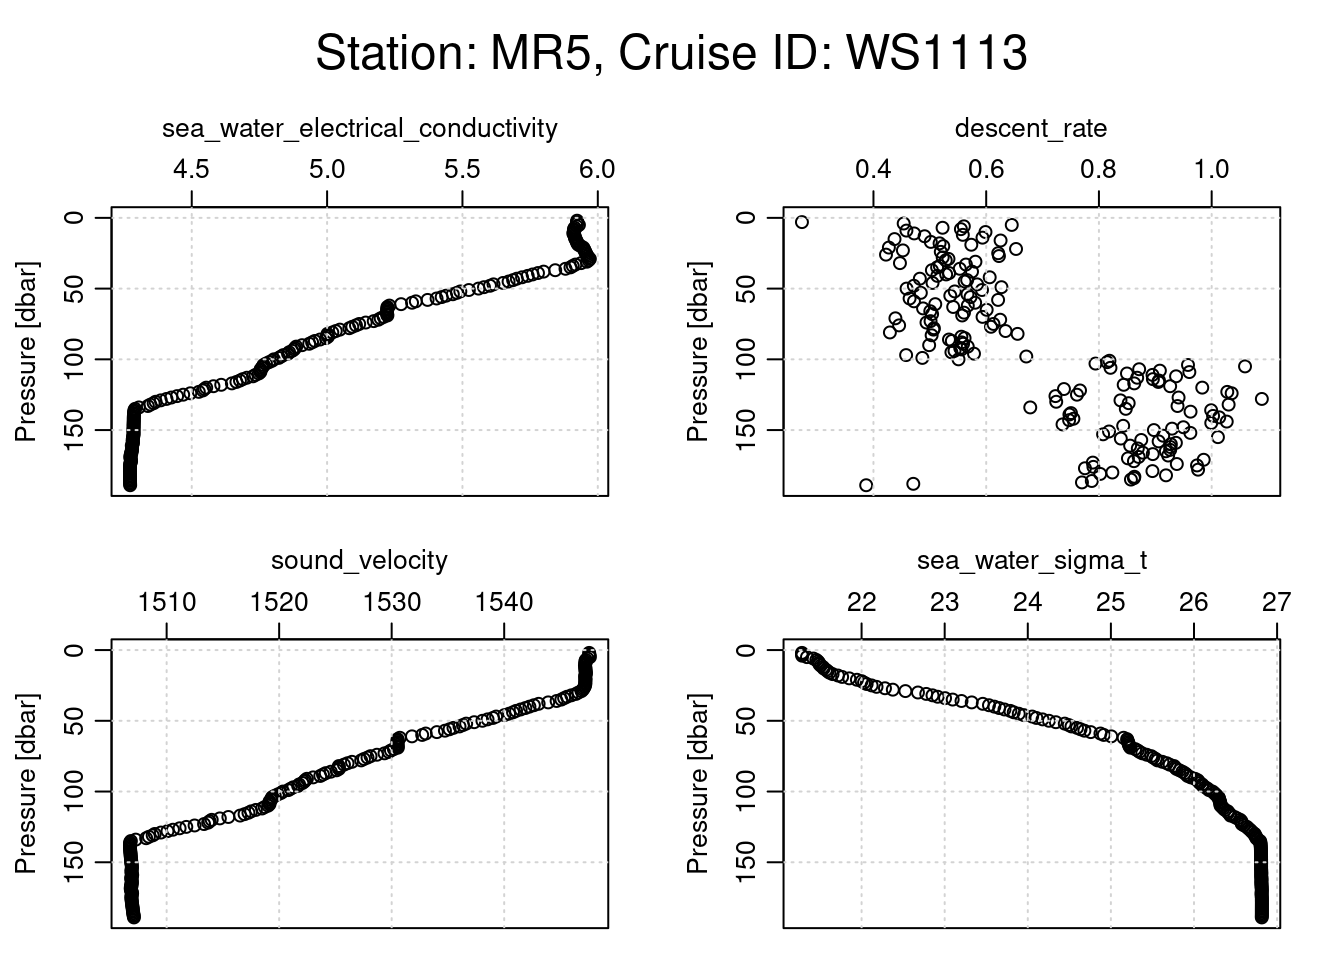 Station: MR5, Cruise ID: WS1113
sea_water_electrical_conductivity
4.5 5.0 5.5 6.0
Pressure [dbar]
0
50
100
150
descent_rate
0.4 0.6 0.8 1.0
Pressure [dbar]
0
50
100
150
sound_velocity
1510 1520 1530 1540
Pressure [dbar]
0
50
100
150
sea_water_sigma_t
22 23 24 25 26 27
Pressure [dbar]
0
50
100
150